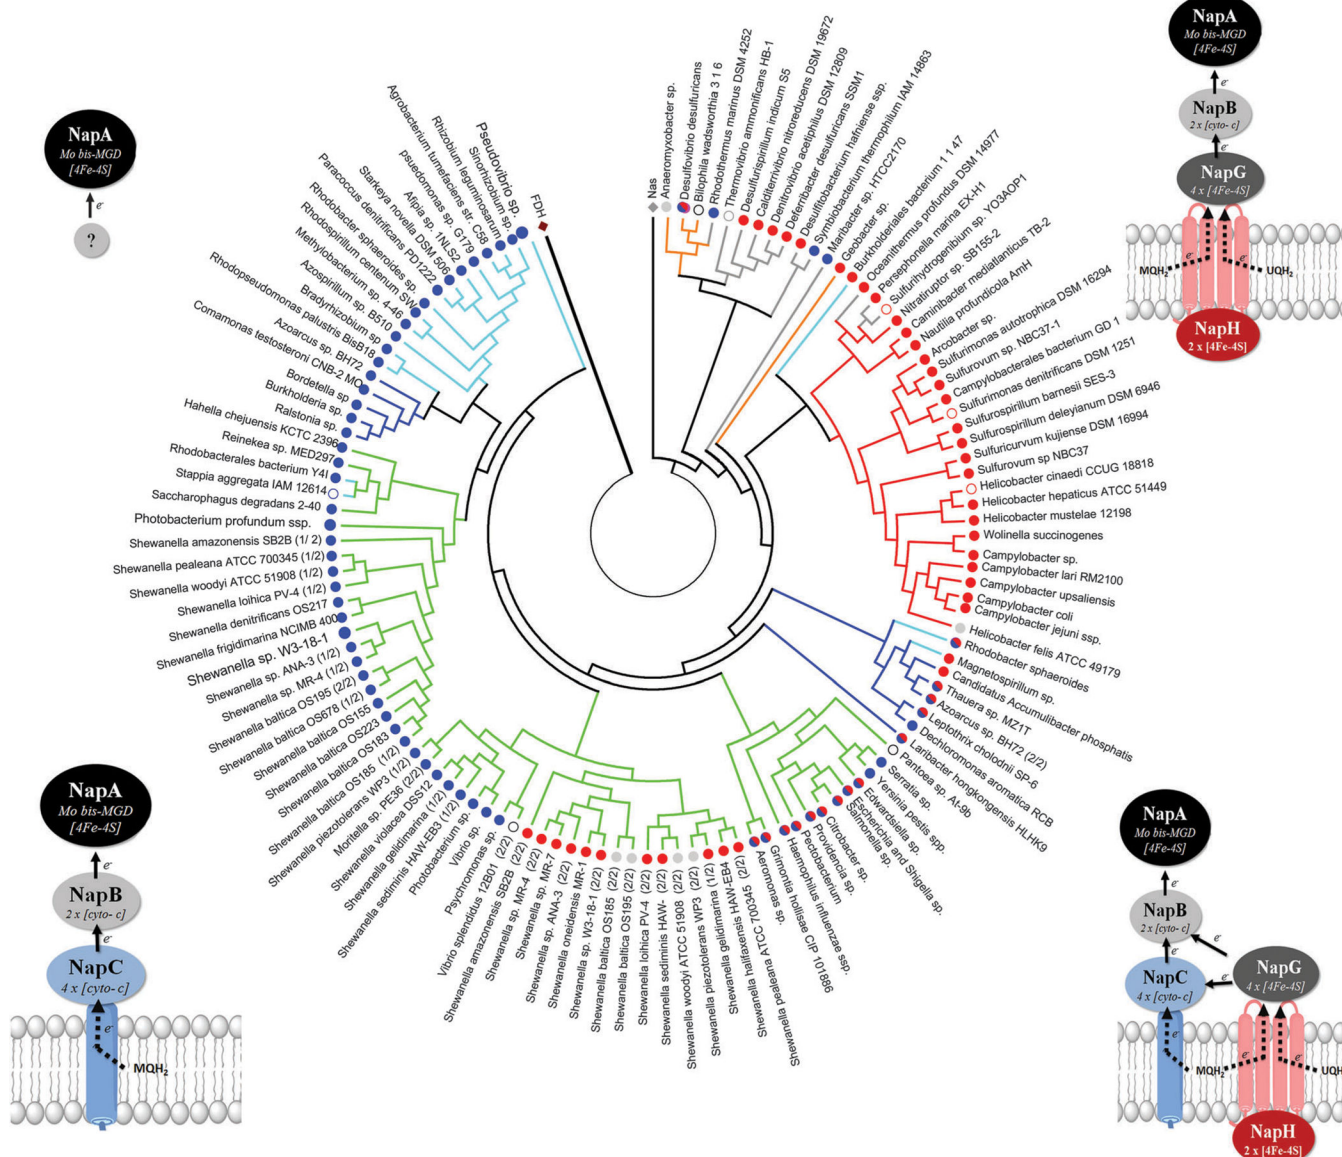 NapA
Mo bis-MGD
[4Fe-4S]
e-
?
Agrobacterium tumefaciens str. C58
Rhizobium leguminosarum
Sinorhizobium sp.
Pseudovibrio sp
FDH
psuedomonas sp. G179
Afipia sp. 1NLS2
Starkeya novella DSM 506
Paracoccus denitrificans PD1222
Rhodobacter sphaeroides sp.
Rhodospirillum centenum SW
Methylobacterium sp. 4-46
Azospirillum sp. B510
Bradyrhizobium sp
Rhodopseudomonas palustris BisB18
Azoarcus sp. BH72
Comamonas testosteroni CNB-2 MO
Bordetella sp
Burkholderia sp.
Ralstonia sp.
Hahella chejuensis KCTC 2396
Reinekea sp. MED297
Rhodobacterales bacterium Y4I
Stappia aggregata IAM 12614
Saccharophagus degradans 2-40
Photobacterium profundum ssp.
Shewanella amazonensis SB2B (1/ 2)
Shewanella pealeana ATCC 700345 (1/2)
Shewanella woodyi ATCC 51908 (1/2)
Shewanella loihica PV-4 (1/2)
Shewanella denitrificans OS217
Shewanella frigidimarina NCIMB 400
Shewanella sp. W3-18-1
Shewanella sp. ANA-3 (1/2)
Shewanella sp. MR-4 (1/2)
Shewanella baltica OS195 (2/2)
Shewanella baltica OS678 (1/2)
Shewanella baltica OS155
Shewanella baltica OS223
Shewanella baltica OS183
Shewanella baltica OS185 (1/2)
Shewanella piezotolerans WP3 (1/2)
Moritella sp. PE36 (2/2)
Shewanella violacea DSS12
Shewanella gelidimarina (1/2)
Shewanella sediminis HAW-EB3 (1/2)
Photobacterium sp.
Vibrio sp.
Psychromonas sp.
Vibrio splendidus 12B01 (2/2)
Shewanella amazonensis SB2B (2/2)
Shewanella sp. MR-4 (2/2)
Shewanella sp. MR-7
Shewanella sp. ANA-3 (2/2)
Shewanella oneidensis MR-1
Shewanella sp. W3-18-1 (2/2)
Shewanella baltica OS185 (2/2)
Shewanella baltica OS195 (2/2)
Shewanella loihica PV-4 (2/2)
Shewanella sediminis HAW- (2/2)
Shewanella woodyi ATCC 51908 (2/2)
Shewanella piezotolerans WP3 (2/2)
Shewanella gelidimarina (1/2)
Shewanella halifaxensis HAW-EB4
Shewanella pealeana ATCC 700345 (2/2)
Aeromonas sp.
Grimontia hollisae CIP 101886
Haemophilus influenzae ssp.
Pectobacterium
Providencia sp.
Citrobacter sp.
Salmonella sp.
Escherichia and Shigella sp.
Edwardsiella sp.
Yersinia pestis spp.
Serratia sp.
Pantoea sp. At-9b
Laribacter hongkongensis HLHK9
Dechloromonas aromatica RCB
Leptothrix cholodnii SP-6
Azoarcus sp. BH72 (2/2)
Thauera sp. MZ1T
Candidatus Accumulibacter phosphatis
Magnetospirillum sp.
Rhodobacter sphaeroides
Helicobacter felis ATCC 49179
Campylobacter jejuni ssp.
Campylobacter coli
Campylobacter upsaliensis
Campylobacter lari RM2100
Campylobacter sp.
Wolinella succinogenes
Helicobacter mustelae 12198
Helicobacter hepaticus ATCC 51449
Helicobacter cinaedi CCUG 18818
Sulfurovum sp NBC37
Sulfuricurvum kujiense DSM 16994
Sulfurospirillum deleyianum DSM 6946
Sulfurospirillum barnesii SES-3
Sulfurimonas denitrificans DSM 1251
Campylobacterales bacterium GD 1
Sulfurovum sp. NBC37-1
Sulfurimonas autotrophica DSM 16294
Arcobacter sp.
Nautilia profundicola AmH
Caminibacter mediatlanticus TB-2
Nitratiruptor sp. SB155-2
Sulfurihydrogenibium sp. YO3AOP1
Persephonella marina EX-H1
Oceanithermus profundus DSM 14977
Burkholderiales bacterium 1 1 47
Geobacter sp.
Maribacter sp. HTCC2170
Symbiobacterium thermophilum IAM 14863
Desulfitobacterium hafniense ssp.
Deferribacter desulfuricans SSM1
Denitrovibrio acetiphilus DSM 12809
Calditerrivibrio nitroreducens DSM 19672
Desulfurispirillum indicum S5
Thermovibrio ammonificans HB-1
Rhodothermus marinus DSM 4252
Bilophila wadsworthia 3 1 6
Desulfovibrio desulfuricans
Anaeromyxobacter sp.
Nas
NapA
Mo bis-MGD
[4Fe-4S]
e-
NapB
2 x [cyto- c]
e-
NapG
4 x [4Fe-4S]
e-
e-
MQH2
UQH2
NapH
2 x [4Fe-4S]
NapA
Mo bis-MGD
[4Fe-4S]
e-
NapB
2 x [cyto- c]
e-
NapC
4 x [cyto- c]
e-
MQH2
NapA
Mo bis-MGD
[4Fe-4S]
e-
NapB
2 x [cyto- c]
e-
e-
NapC
4 x [cyto- c]
e-
NapG
4 x [4Fe-4S]
e-
e-
e-
MQH2
UQH
NapH
2 x [4Fe-4S]